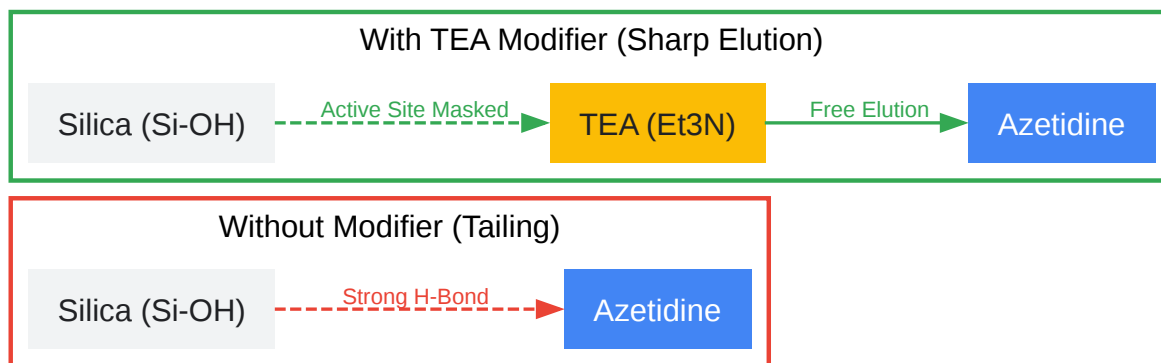 With TEA Modifier (Sharp Elution)
Silica (Si-OH) Active Site Masked TEA (Et3N) Free Elution Azetidine
Without Modifier (Tailing)
Silica (Si-OH) Strong H-Bond Azetidine